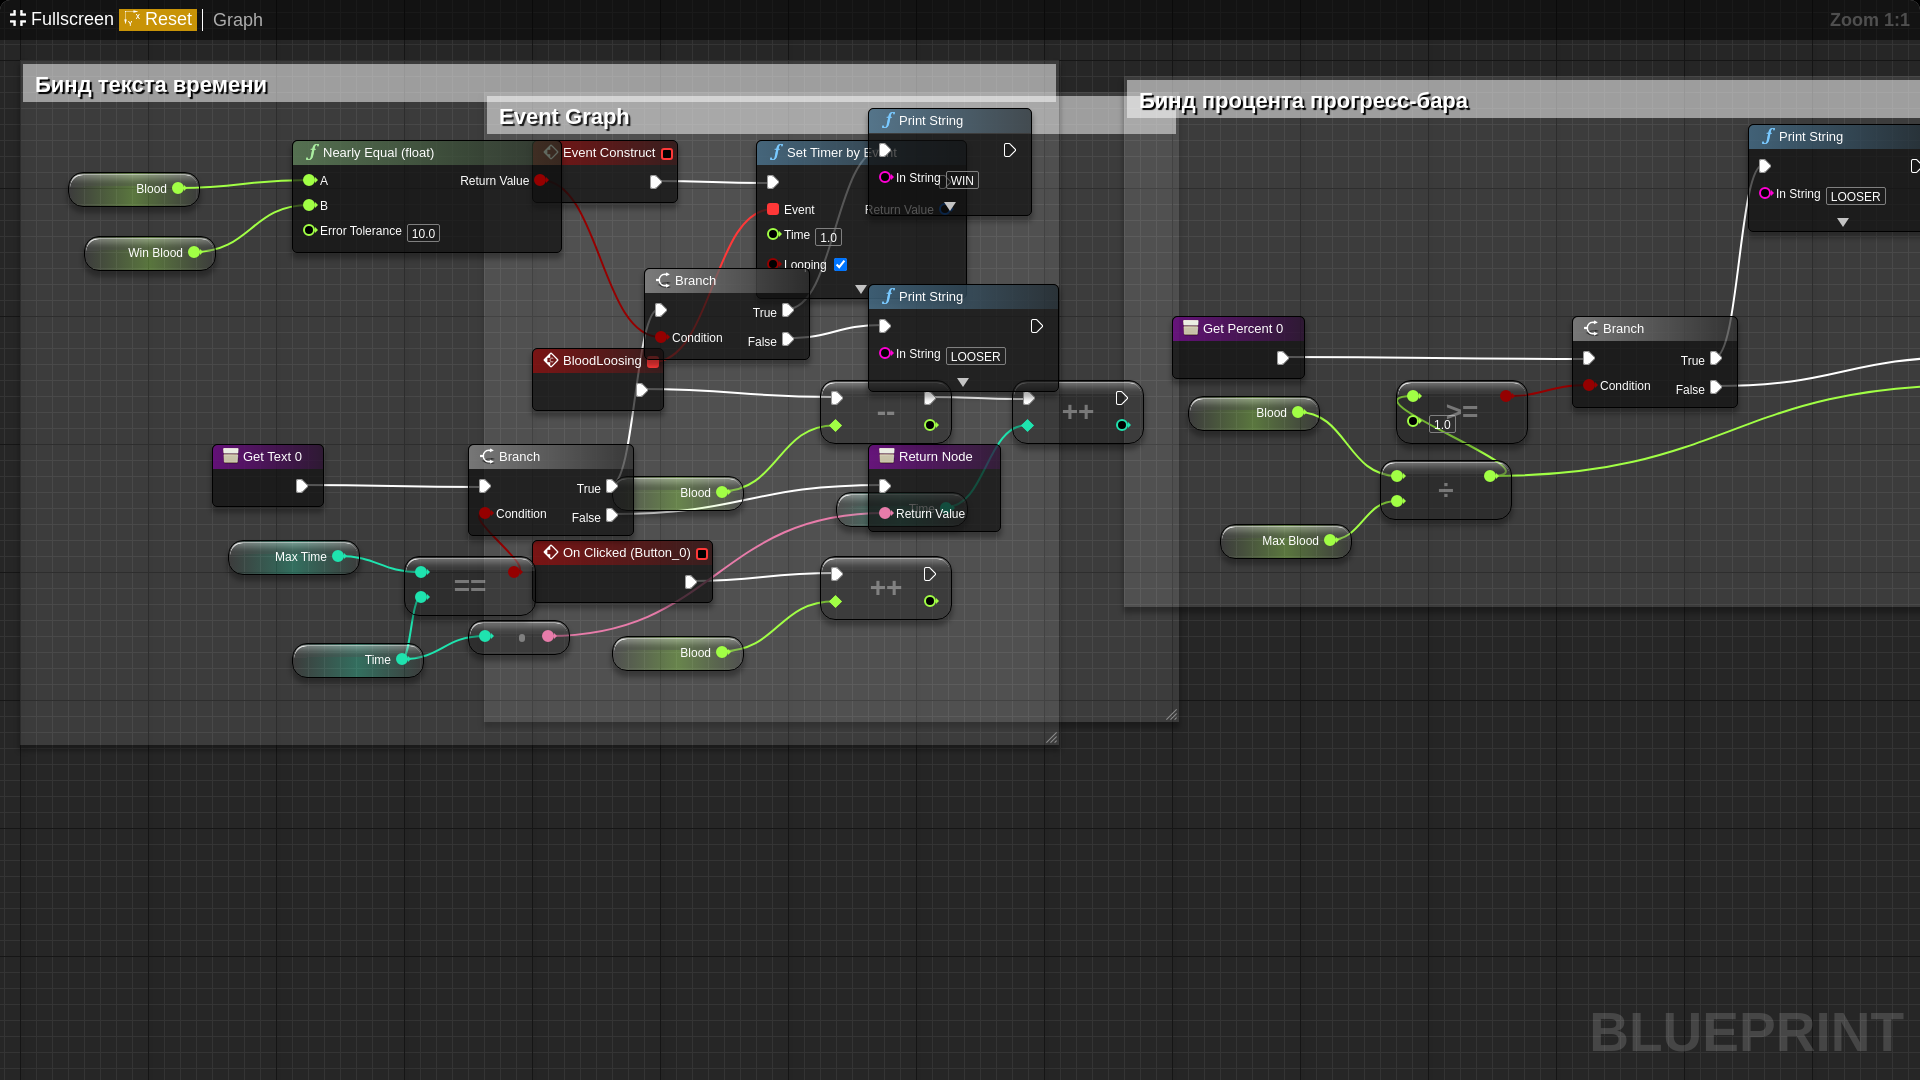 Fullscreen Reset Graph Zoom 1:1
Бинд текста времени
Event Graph
Бинд процента прогресс-бара
Nearly Equal (float)
A
Return Value
B
Error Tolerance 10.0
Blood
Win Blood
Event Construct
Set Timer by Event
Event
Return Value
Time 1.0
Looping
Print String
In String WIN
Branch
True
Condition
False
Print String
In String LOOSER
BloodLoosing
--
++
Get Text 0
Branch
True
Condition
False
Blood
Return Node
Return Value
Time
Max Time
==
Time
On Clicked (Button_0)
++
Blood
Print String
In String LOOSER
Get Percent 0
Branch
True
Condition
False
Blood
>=
1.0
÷
Max Blood
BLUEPRINT